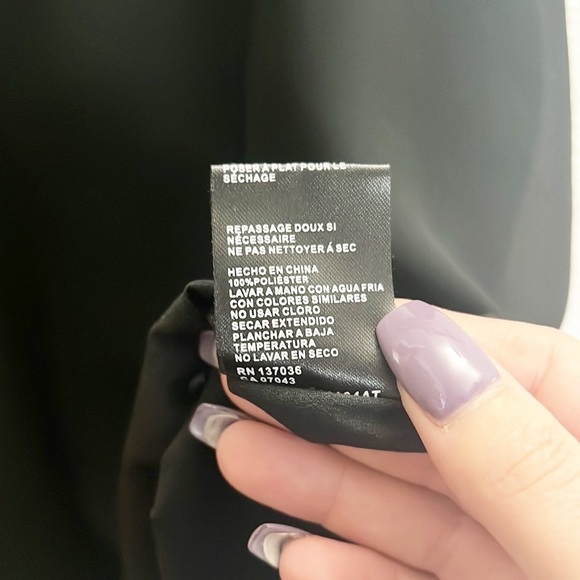 POSER À PLAT POUR LE
SÉCHAGE
REPASSAGE DOUX SI
NÉCESSAIRE
NE PAS NETTOYER Á SEC
HECHO EN CHINA
100%POLIÉSTER
LAVAR A MANO CON AGUA FRIA
CON COLORES SIMILARES
NO USAR CLORO
SECAR EXTENDIDO
PLANCHAR A BAJA
TEMPERATURA
NO LAVAR EN SECO
RN 137036
CA 97043